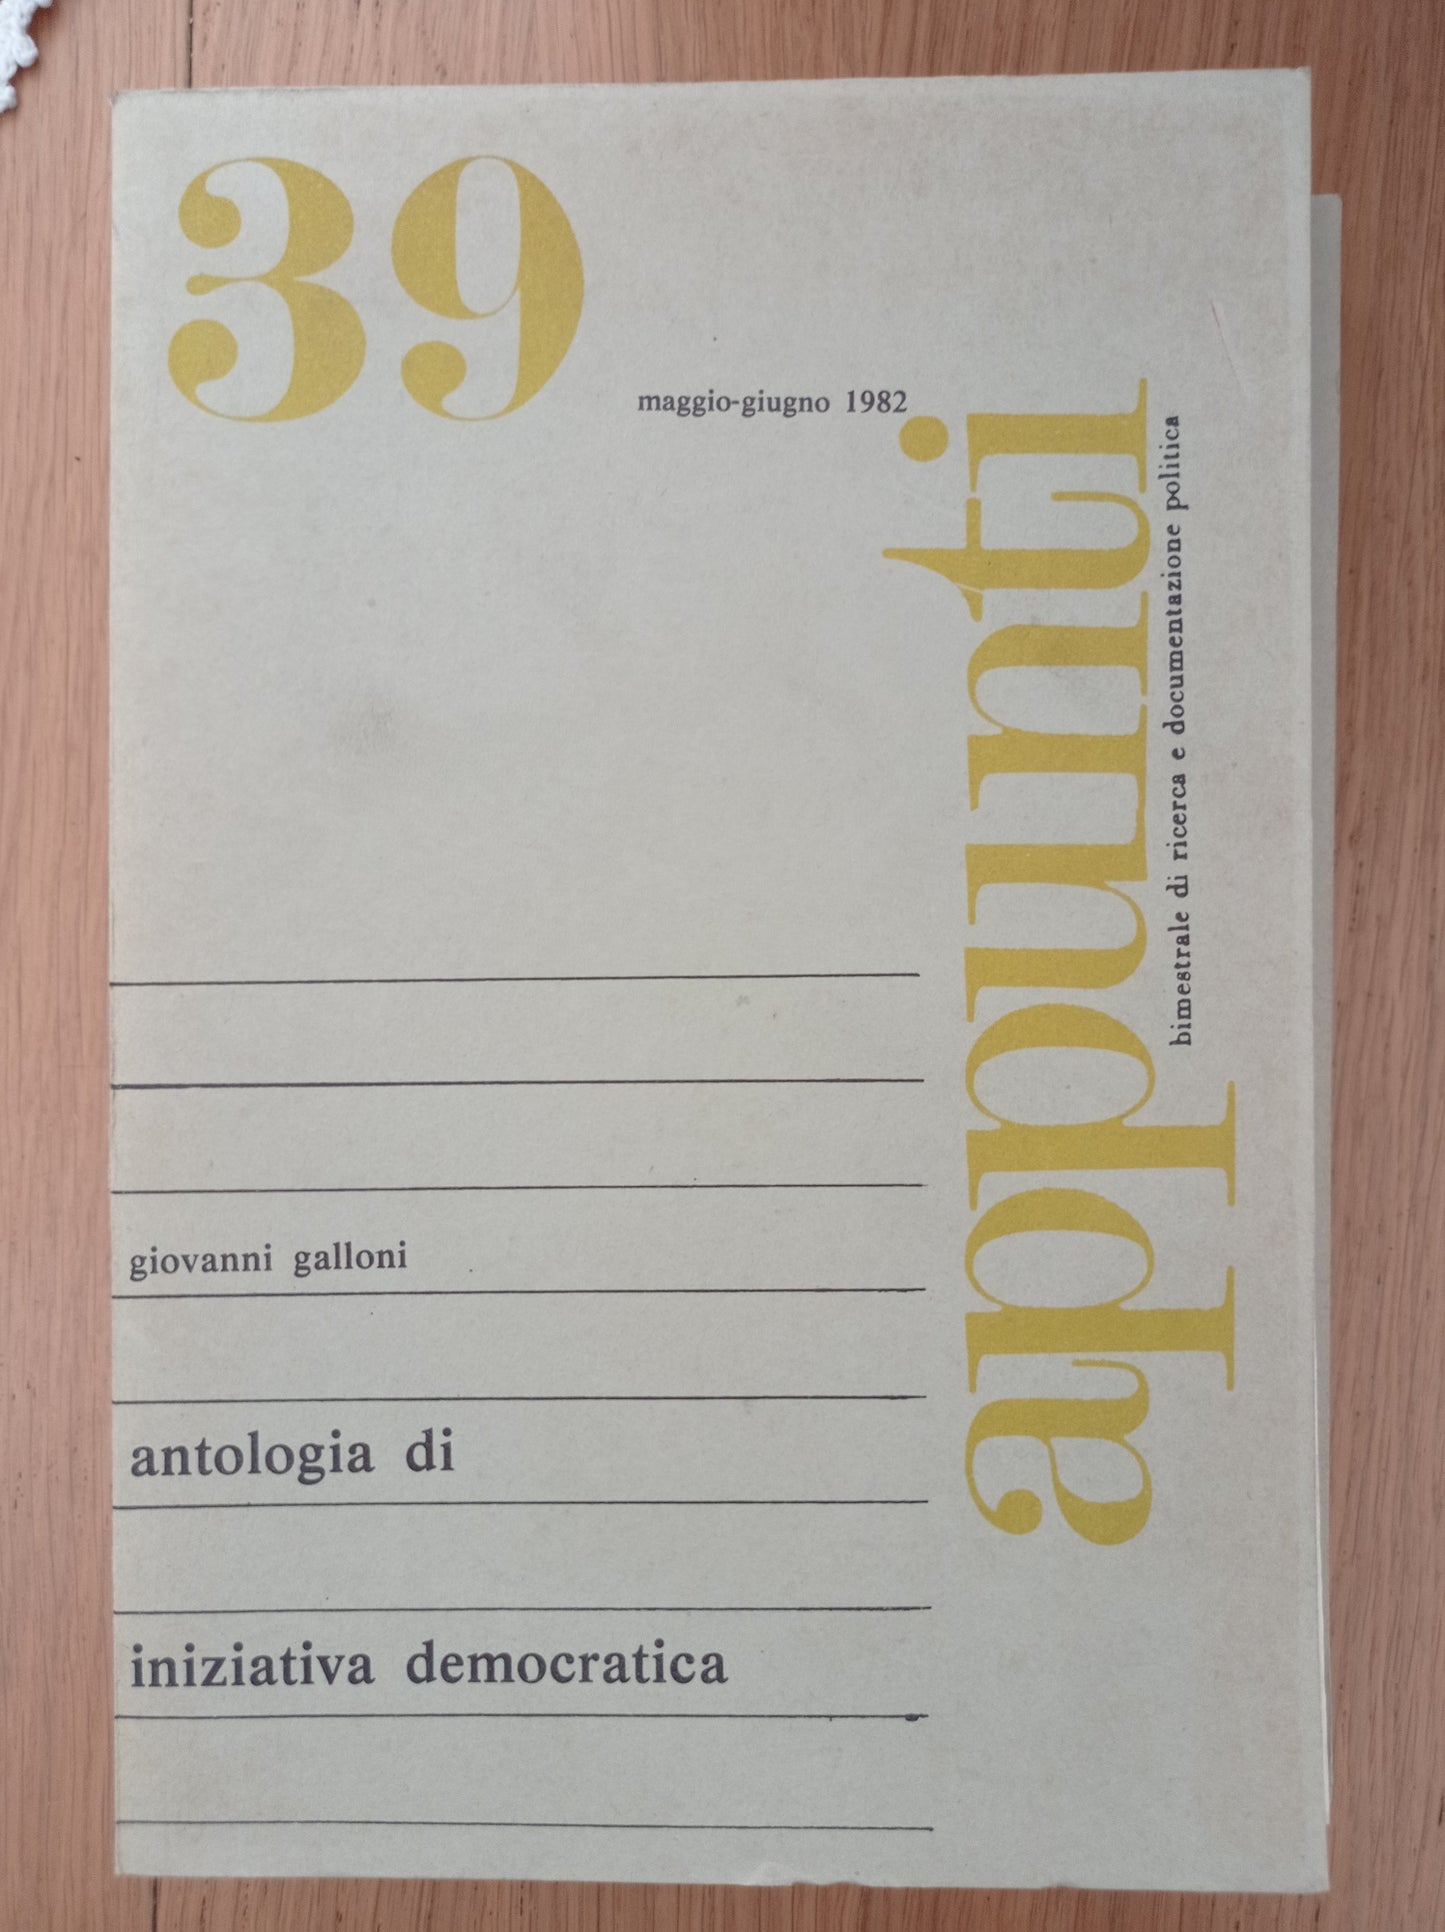 39
maggio-giugno 1982
appunti
bimestrale di ricerca e documentazione politica
giovanni galloni
antologia di
iniziativa democratica